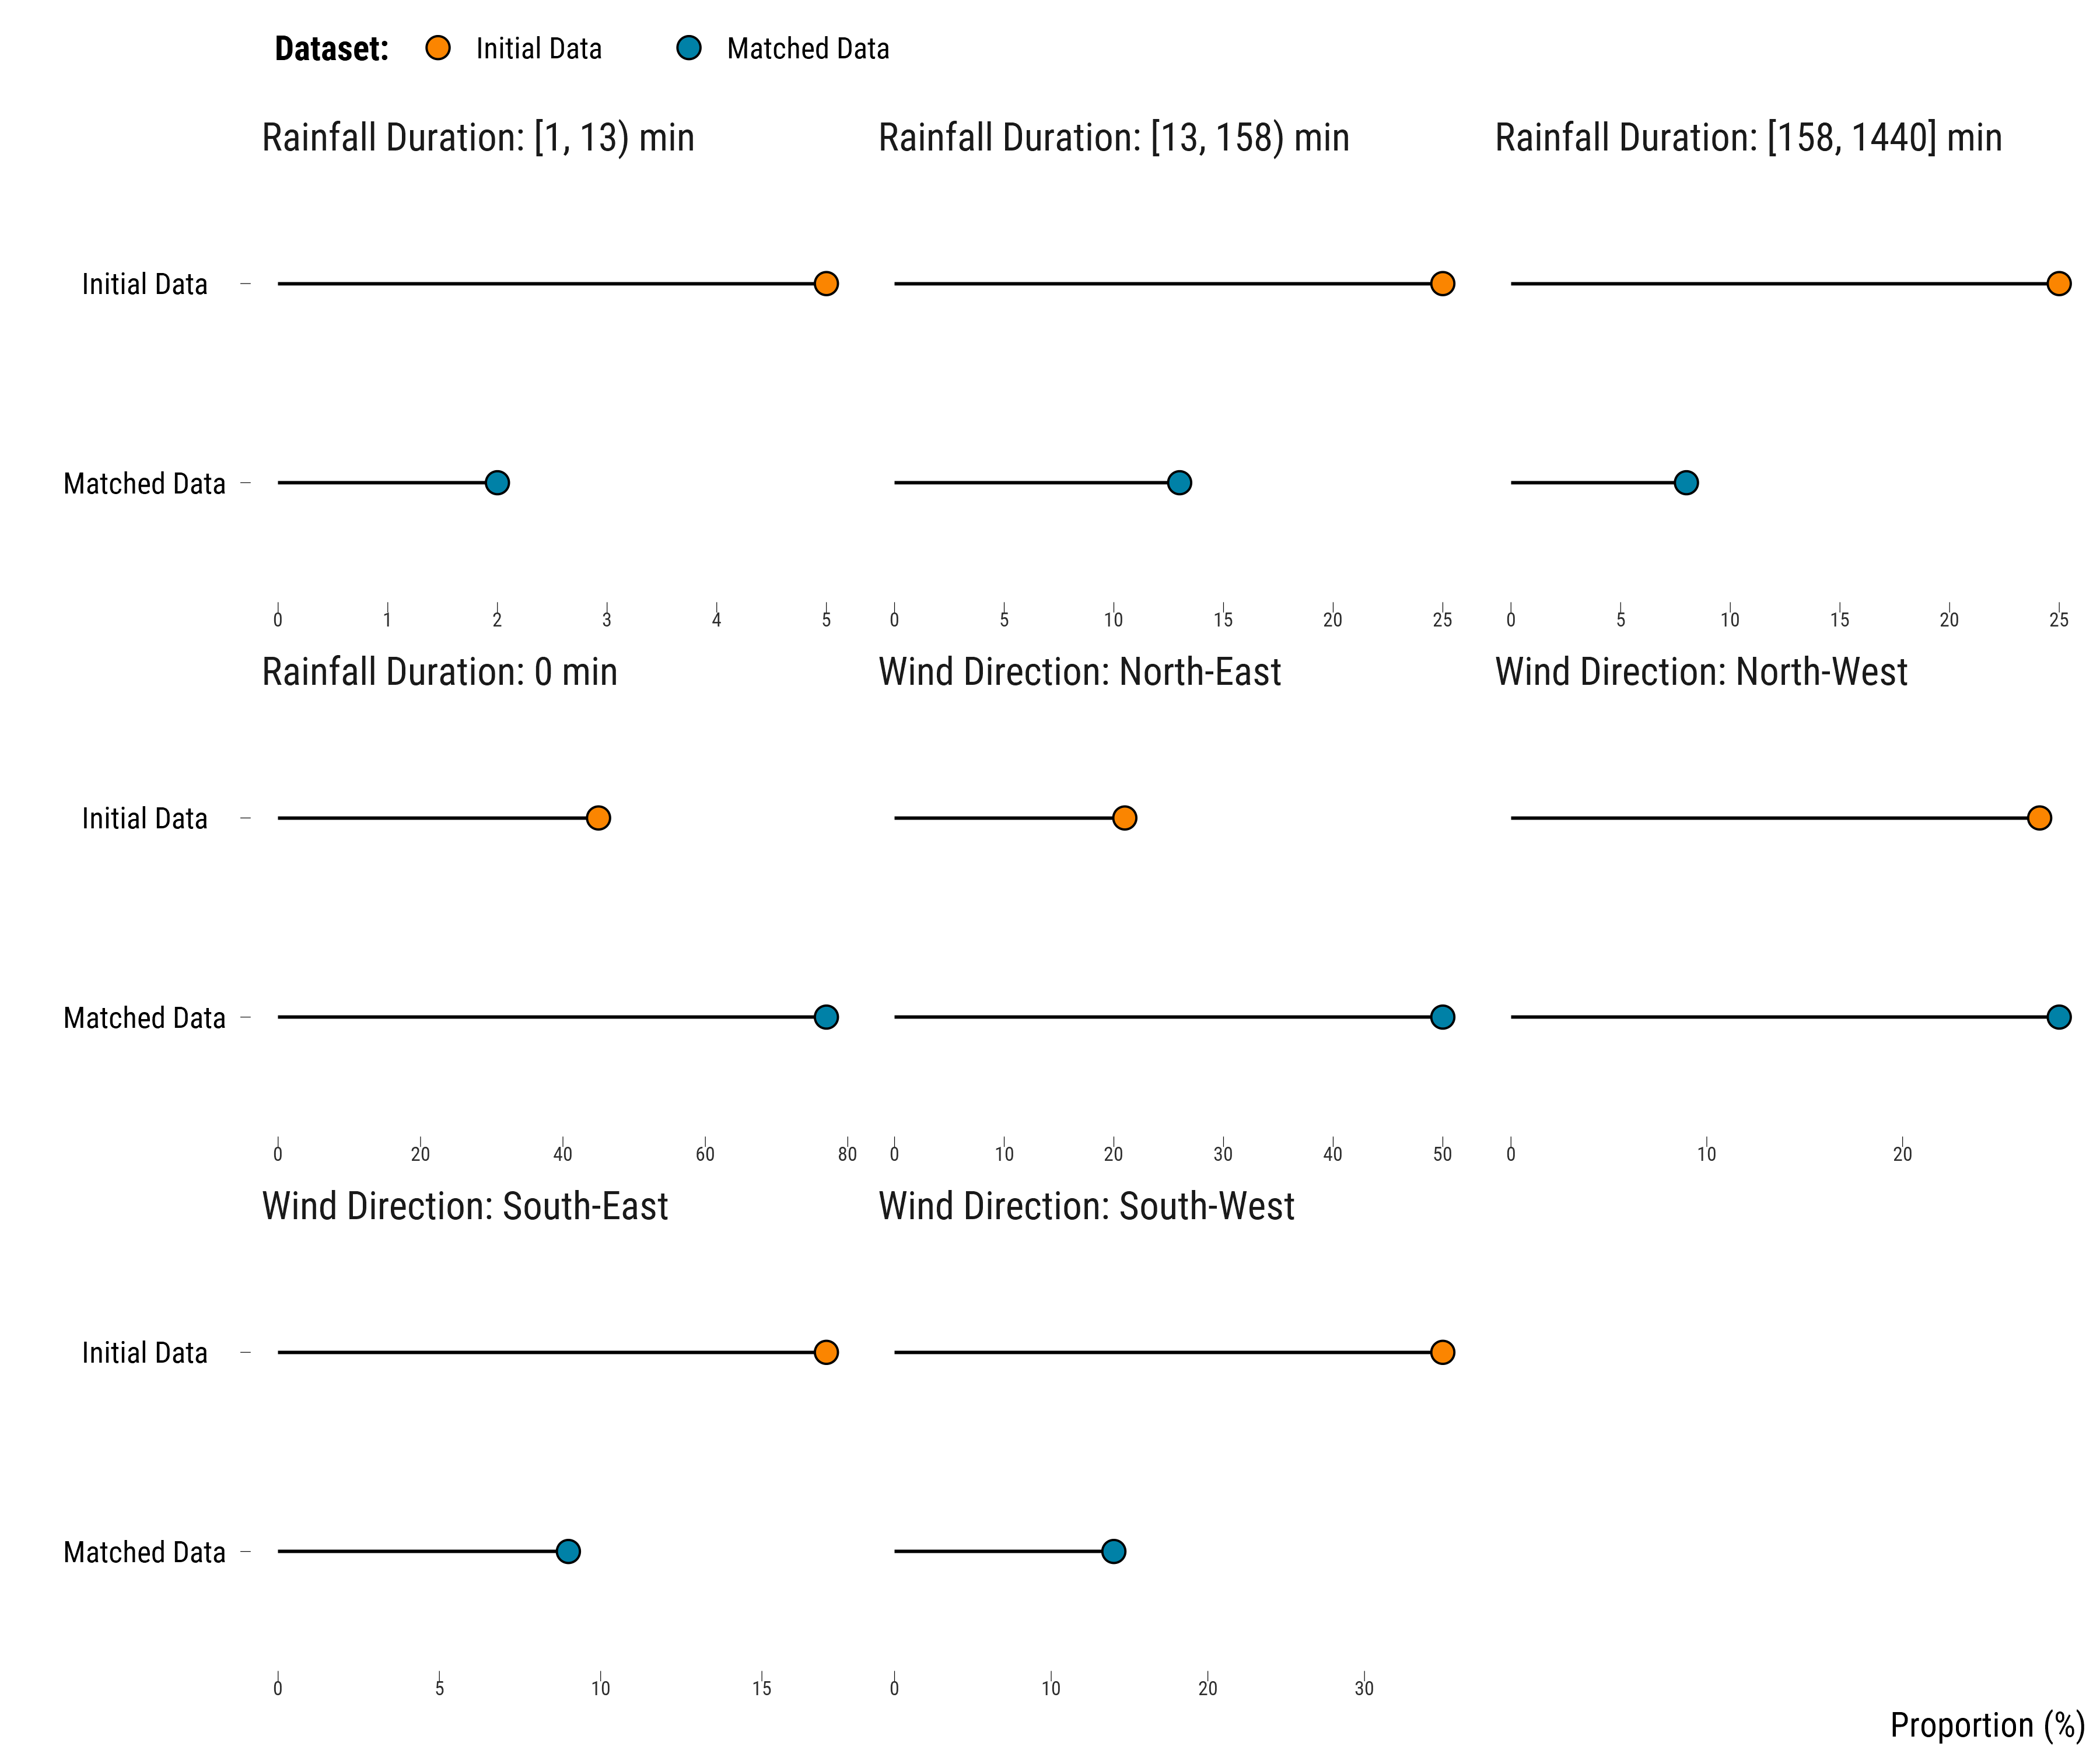 Dataset: Initial Data Matched Data
Rainfall Duration: [1, 13) min Rainfall Duration: [13, 158) min Rainfall Duration: [158, 1440] min
Initial Data
Matched Data
0 1 2 3 4 5 0 5 10 15 20 25 0 5 10 15 20 25
Rainfall Duration: 0 min Wind Direction: North-East Wind Direction: North-West
Initial Data
Matched Data
0 20 40 60 80 0 10 20 30 40 50 0 10 20
Wind Direction: South-East Wind Direction: South-West
Initial Data
Matched Data
0 5 10 15 0 10 20 30
Proportion (%)